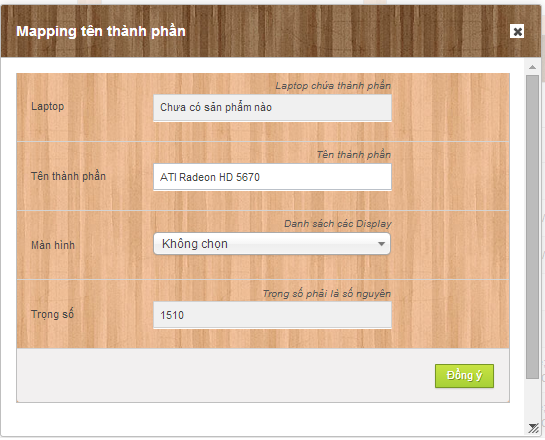 Mapping tên thành phần
Laptop chứa thành phần
Laptop
Chưa có sản phẩm nào
Tên thành phần
Tên thành phần
ATI Radeon HD 5670
Danh sách các Display
Màn hình
Không chọn
Trọng số phải là số nguyên
Trọng số
1510
Đồng ý